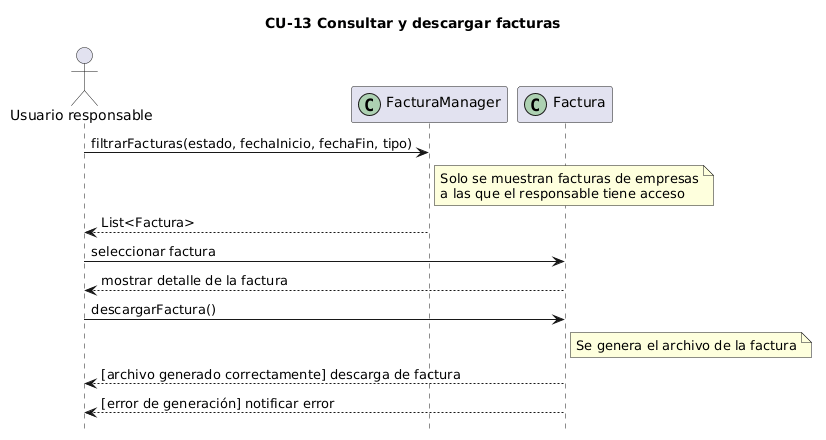 CU-13 Consultar y descargar facturas
Usuario responsable
C FacturaManager
C Factura
filtrarFacturas(estado, fechaInicio, fechaFin, tipo)
Solo se muestran facturas de empresas
a las que el responsable tiene acceso
List<Factura>
seleccionar factura
mostrar detalle de la factura
descargarFactura()
Se genera el archivo de la factura
[archivo generado correctamente] descarga de factura
[error de generación] notificar error